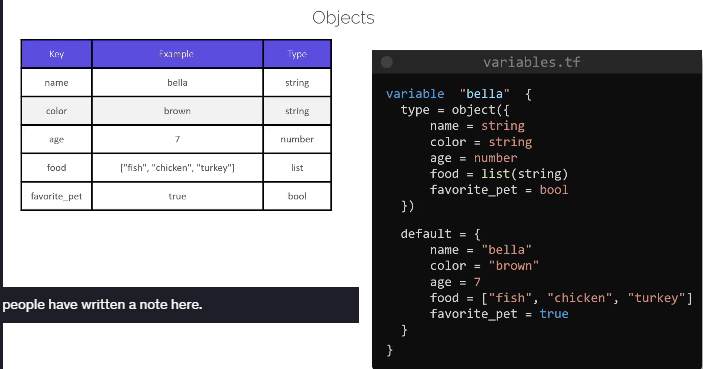 Objects
Key Example Type
name bella string
color brown string
age 7 number
food ["fish", "chicken", "turkey"] list
favorite_pet true bool
people have written a note here.
variables.tf
variable "bella" {
type = object({
name = string
color = string
age = number
food = list(string)
favorite_pet = bool
})
default = {
name = "bella"
color = "brown"
age = 7
food = ["fish", "chicken", "turkey"]
favorite_pet = true
}
}